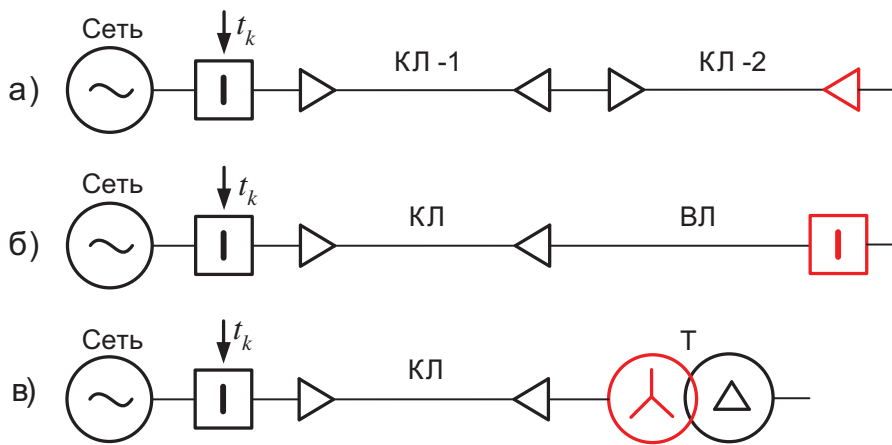 Сеть
t_k
а)
КЛ -1
КЛ -2
Сеть
t_k
б)
КЛ
ВЛ
Сеть
t_k
в)
КЛ
Т